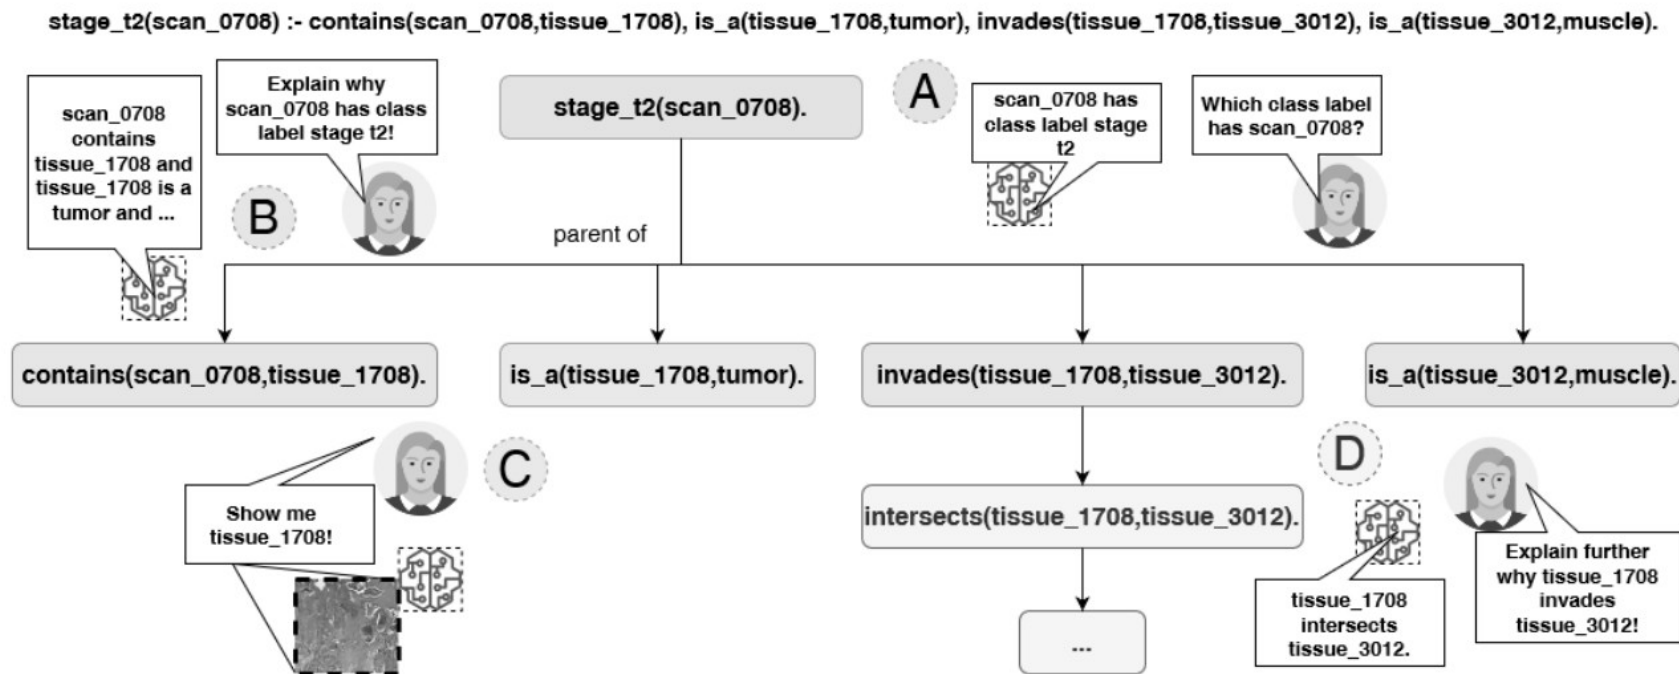 stage_t2(scan_0708) :- contains(scan_0708,tissue_1708), is_a(tissue_1708,tumor), invades(tissue_1708,tissue_3012), is_a(tissue_3012,muscle).
scan_0708
contains
tissue_1708 and
tissue_1708 is a
tumor and ...
Explain why
scan_0708 has class
label stage t2!
B
stage_t2(scan_0708).
A
scan_0708 has
class label stage
t2
Which class label
has scan_0708?
parent of
contains(scan_0708,tissue_1708).
is_a(tissue_1708,tumor).
invades(tissue_1708,tissue_3012).
is_a(tissue_3012,muscle).
Show me
tissue_1708!
C
intersects(tissue_1708,tissue_3012).
...
D
tissue_1708
intersects
tissue_3012.
Explain further
why tissue_1708
invades
tissue_3012!